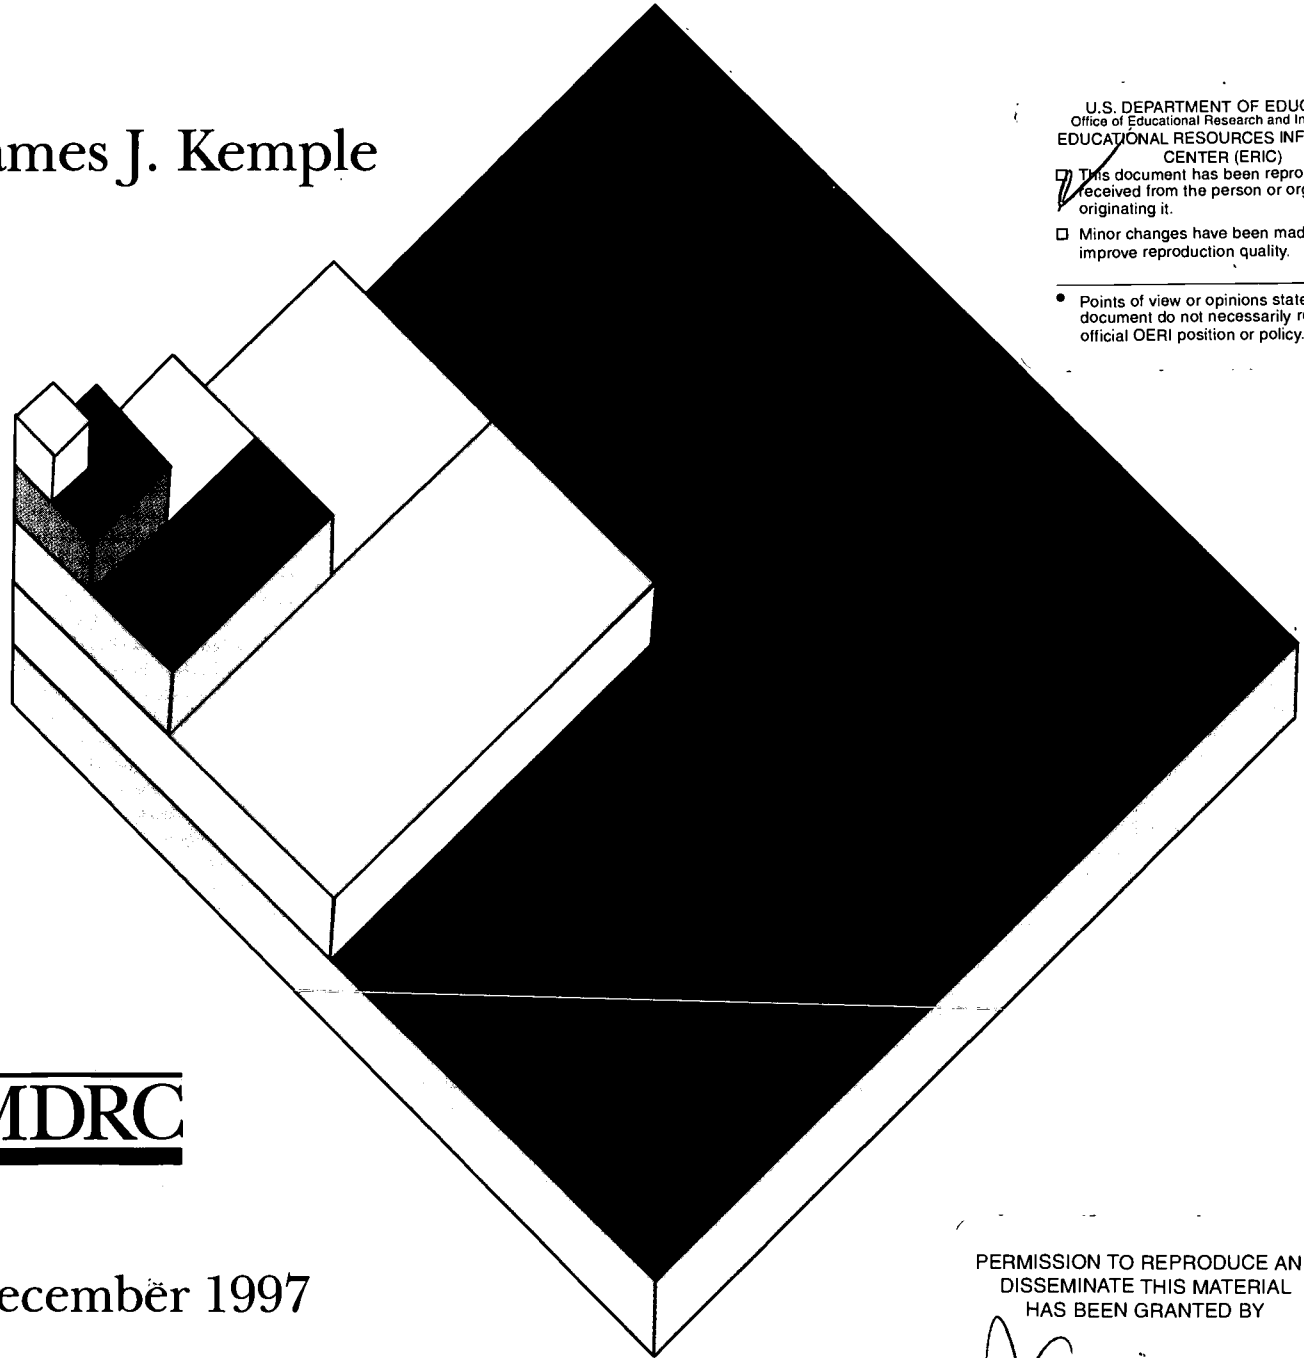 ames J. Kemple
U.S. DEPARTMENT OF EDUC
Office of Educational Research and In
EDUCATIONAL RESOURCES INF
CENTER (ERIC)
This document has been repro
received from the person or org
originating it.
Minor changes have been mad
improve reproduction quality.
Points of view or opinions state
document do not necessarily r
official OERI position or policy.
MDRC
ecember 1997
PERMISSION TO REPRODUCE AN
DISSEMINATE THIS MATERIAL
HAS BEEN GRANTED BY